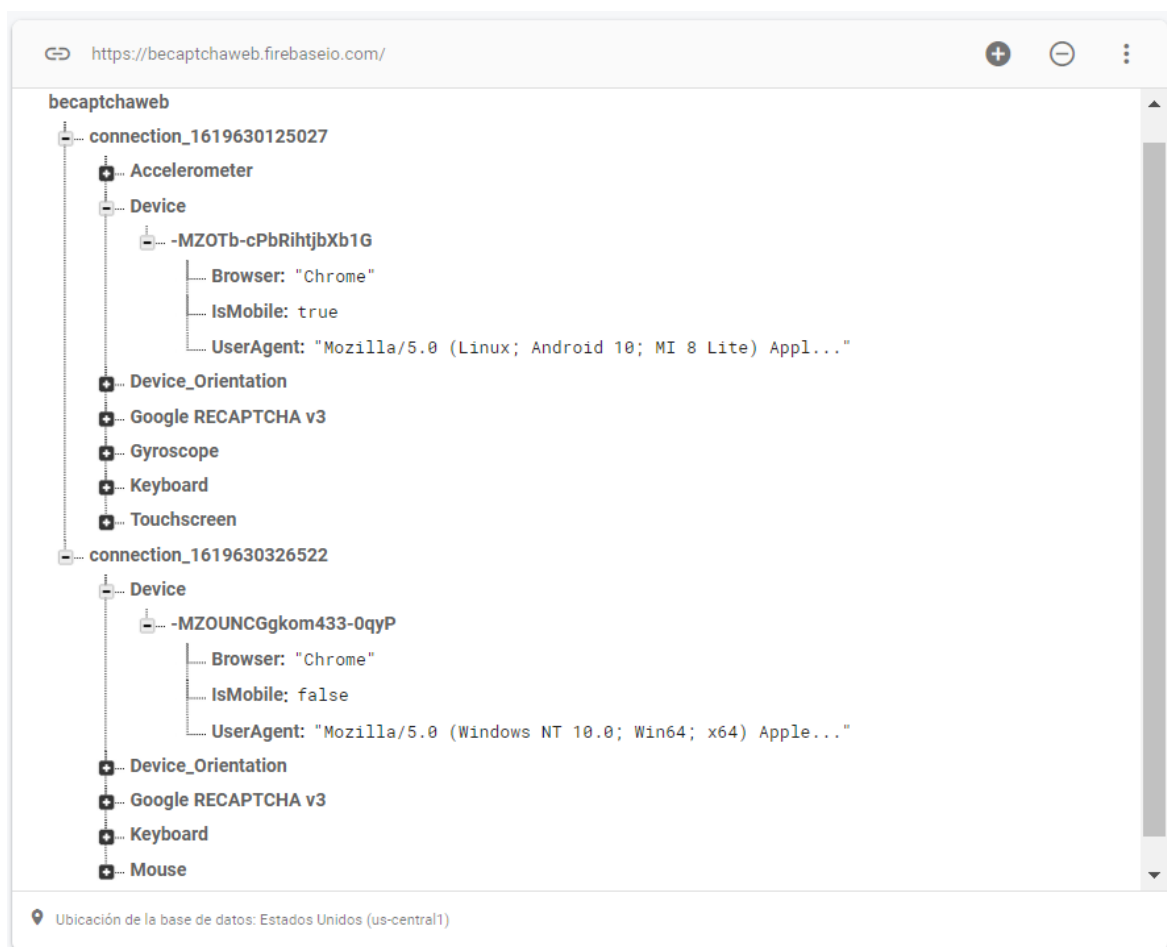 https://becaptchaweb.firebaseio.com/
becaptchaweb
connection_1619630125027
Accelerometer
Device
-MZOTb-cPbRihtjbXb1G
Browser: "Chrome"
IsMobile: true
UserAgent: "Mozilla/5.0 (Linux; Android 10; MI 8 Lite) Appl..."
Device_Orientation
Google RECAPTCHA v3
Gyroscope
Keyboard
Touchscreen
connection_1619630326522
Device
-MZOUNCGgkom433-0qyP
Browser: "Chrome"
IsMobile: false
UserAgent: "Mozilla/5.0 (Windows NT 10.0; Win64; x64) Apple..."
Device_Orientation
Google RECAPTCHA v3
Keyboard
Mouse
Ubicación de la base de datos: Estados Unidos (us-central1)